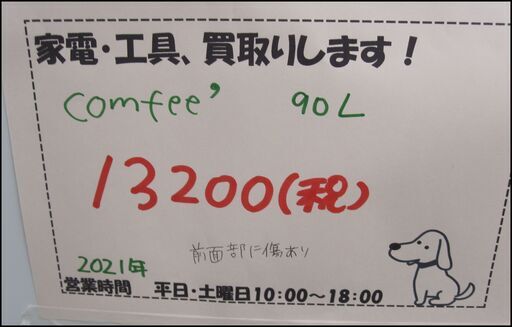 家電・工具、買取りします！
comfee' 90L
13200(税)
前面部に傷あり
2021年
営業時間 平日・土曜日10:00～18:00